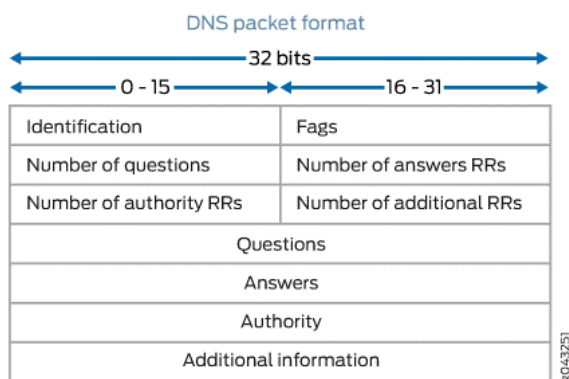 DNS packet format
32 bits
0 - 15 16 - 31
Identification Fags
Number of questions Number of answers RRs
Number of authority RRs Number of additional RRs
Questions
Answers
Authority
Additional information
g043251